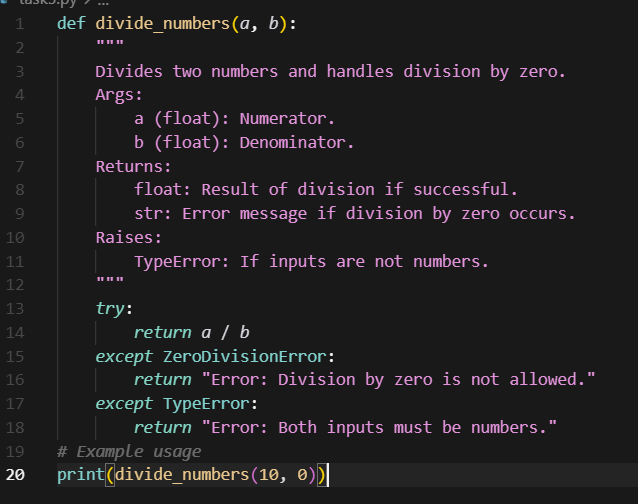 task5.py > ...
1 def divide_numbers(a, b):
2     """
3     Divides two numbers and handles division by zero.
4     Args:
5         a (float): Numerator.
6         b (float): Denominator.
7     Returns:
8         float: Result of division if successful.
9         str: Error message if division by zero occurs.
10     Raises:
11         TypeError: If inputs are not numbers.
12     """
13     try:
14         return a / b
15     except ZeroDivisionError:
16         return "Error: Division by zero is not allowed."
17     except TypeError:
18         return "Error: Both inputs must be numbers."
19 # Example usage
20 print(divide_numbers(10, 0))